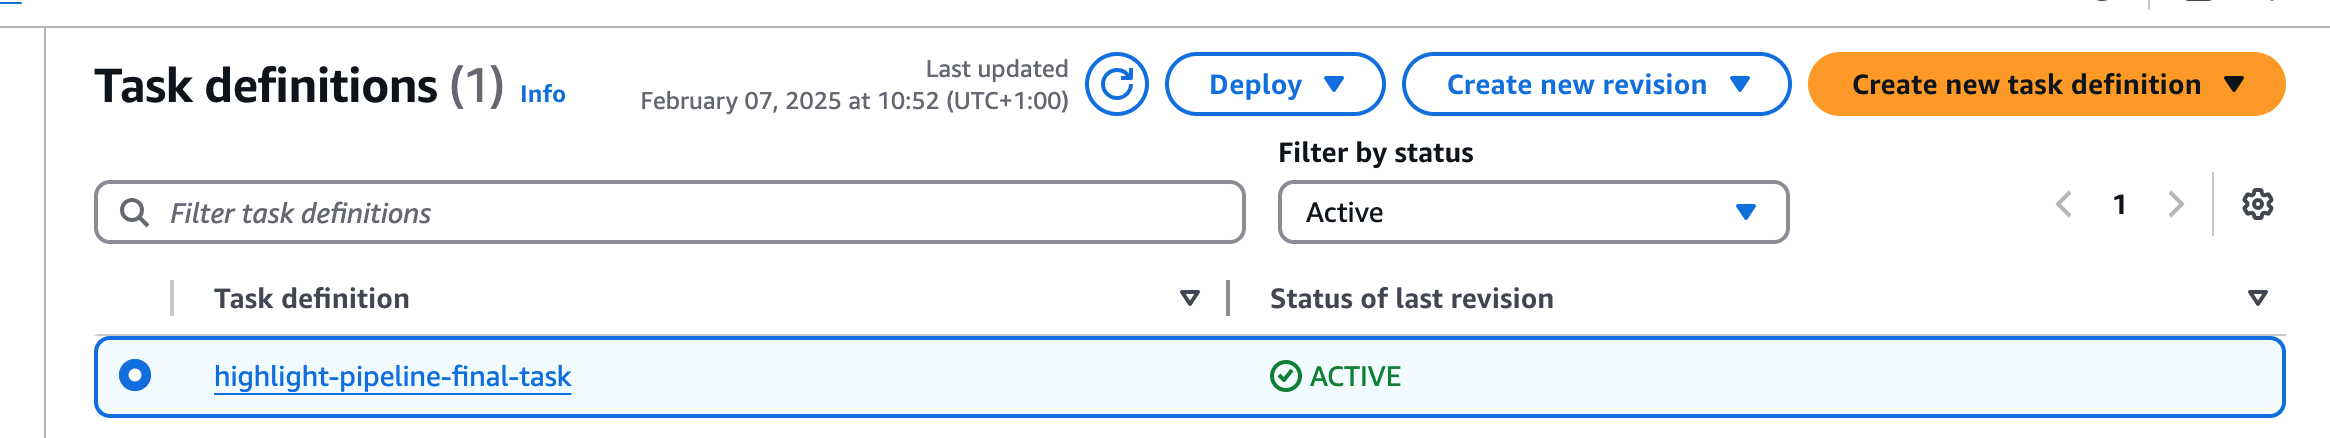 Task definitions (1) Info
Last updated
February 07, 2025 at 10:52 (UTC+1:00)
Deploy
Create new revision
Create new task definition
Filter by status
Filter task definitions
Active
1
Task definition
Status of last revision
highlight-pipeline-final-task
ACTIVE